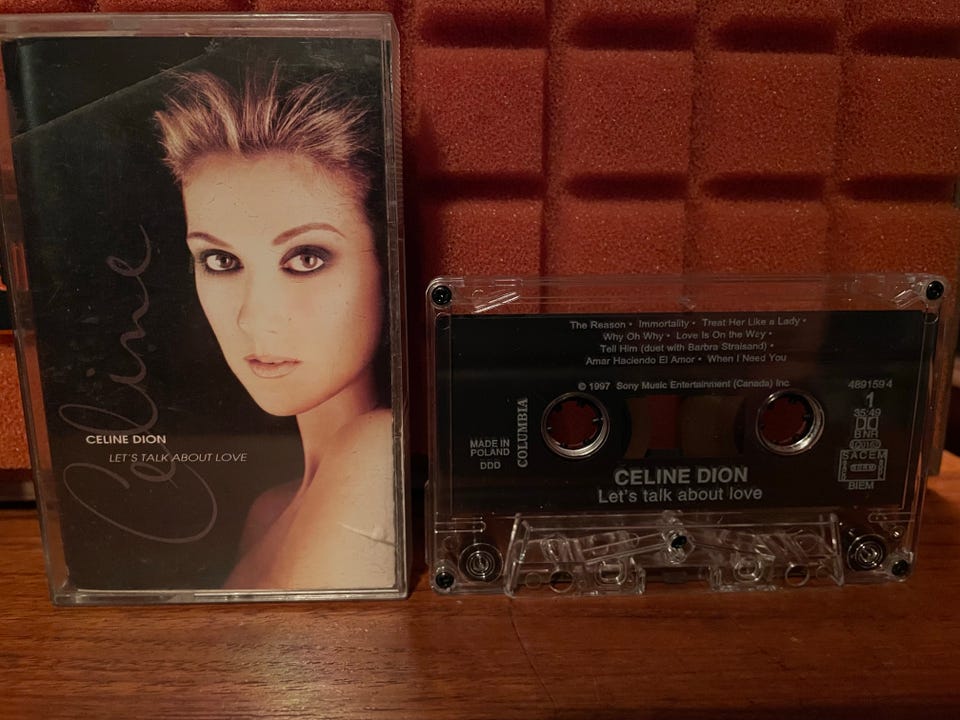 Celine
CELINE DION
LET'S TALK ABOUT LOVE
The Reason • Immortality • Treat Her Like a Lady •
Why Oh Why • Love Is On the Way •
Tell Him (duet with Barbra Streisand) •
Amar Haciendo El Amor • When I Need You
© 1997 Sony Music Entertainment (Canada) Inc
489159 4
1
35:49
B NR
MADE IN
POLAND
DDD
COLUMBIA
SACEM
BIEM
CELINE DION
Let's talk about love